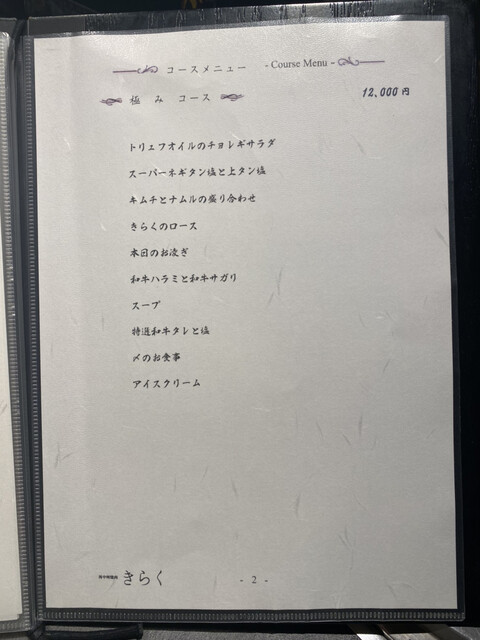 コースメニュー - Course Menu -
極み コース 12,000 円
トリュフオイルのチョレギサラダ
スーパーネギタン塩と上タン塩
キムチとナムルの盛り合わせ
きらくのロース
本日のお凌ぎ
和牛ハラミと和牛サガリ
スープ
特選和牛タレと塩
〆のお食事
アイスクリーム
きらく - 2 -